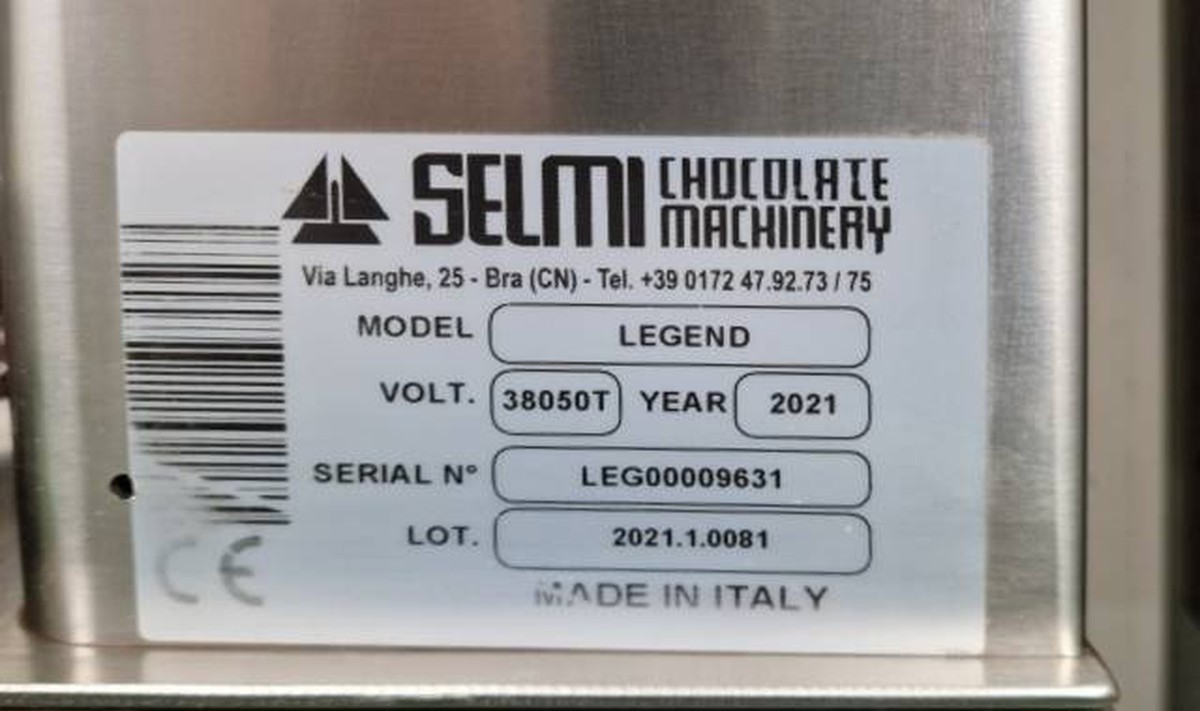 SELMI CHOCOLATE MACHINERY
Via Langhe, 25 - Bra (CN) - Tel. +39 0172 47.92.73 / 75
MODEL LEGEND
VOLT. 38050T YEAR 2021
SERIAL N° LEG00009631
LOT. 2021.1.0081
CE
MADE IN ITALY